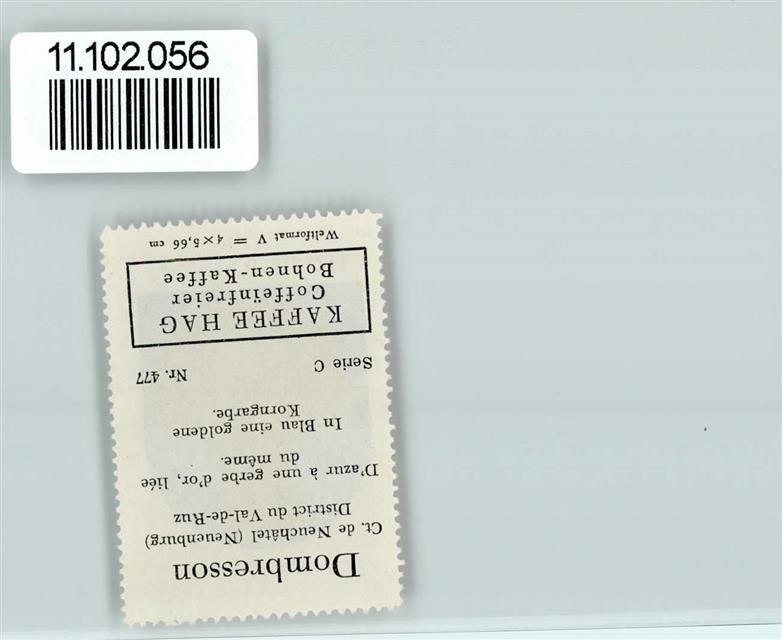 11.102.056
Dombresson
Ct. de Neuchâtel (Neuenburg)
District du Val-de-Ruz
D'azur à une gerbe d'or, liée
du même.
In Blau eine goldene
Korngarbe.
Serie C Nr. 477
KAFFEE HAG
Coffeïnfreier
Bohnen-Kaffee
Weltformat V = 4 × 5,66 cm